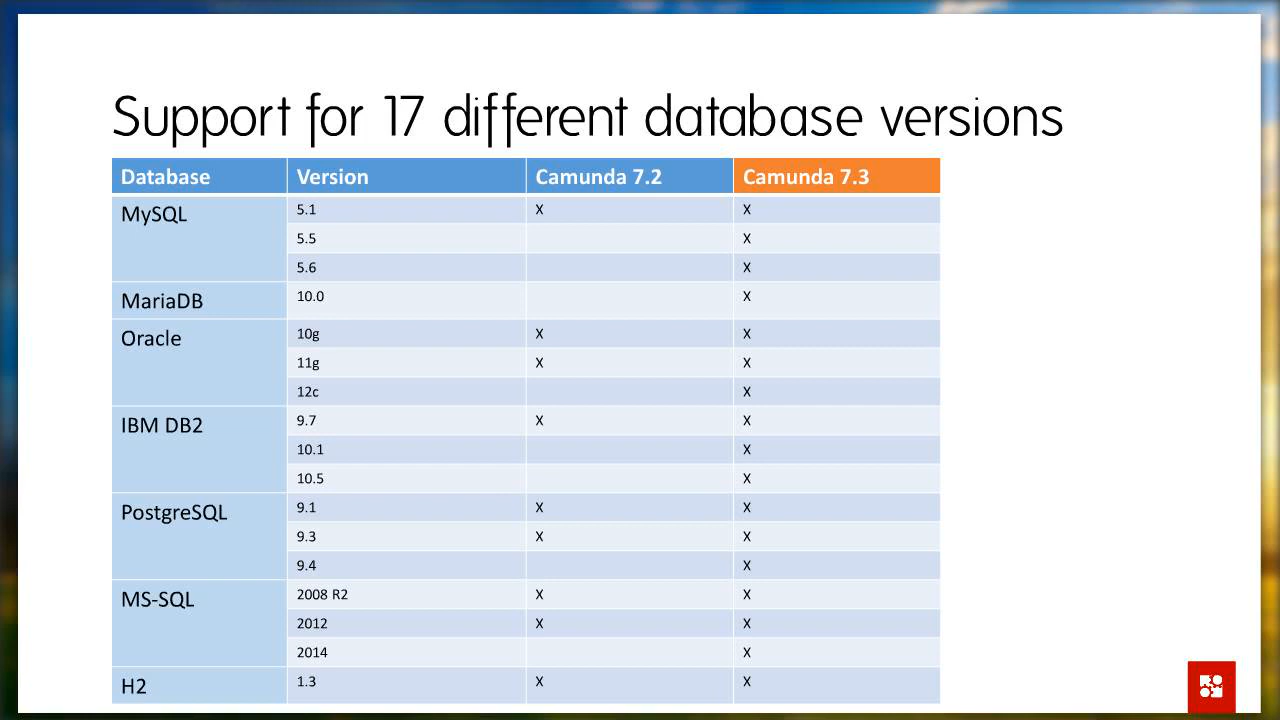 Support for 17 different database versions
Database Version Camunda 7.2 Camunda 7.3
MySQL 5.1 X X
5.5 X
5.6 X
MariaDB 10.0 X
Oracle 10g X X
11g X X
12c X
IBM DB2 9.7 X X
10.1 X
10.5 X
PostgreSQL 9.1 X X
9.3 X X
9.4 X
MS-SQL 2008 R2 X X
2012 X X
2014 X
H2 1.3 X X